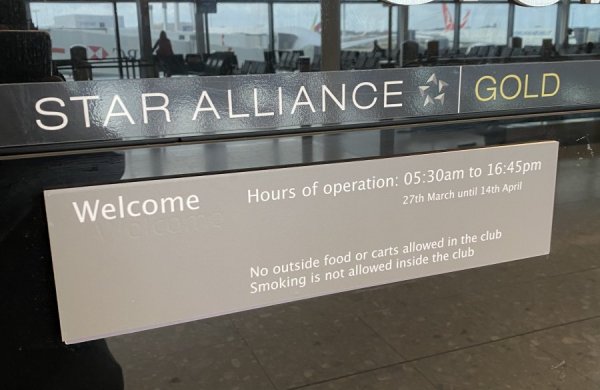 STAR ALLIANCE GOLD
Welcome
Hours of operation: 05:30am to 16:45pm
27th March until 14th April
No outside food or carts allowed in the club
Smoking is not allowed inside the club